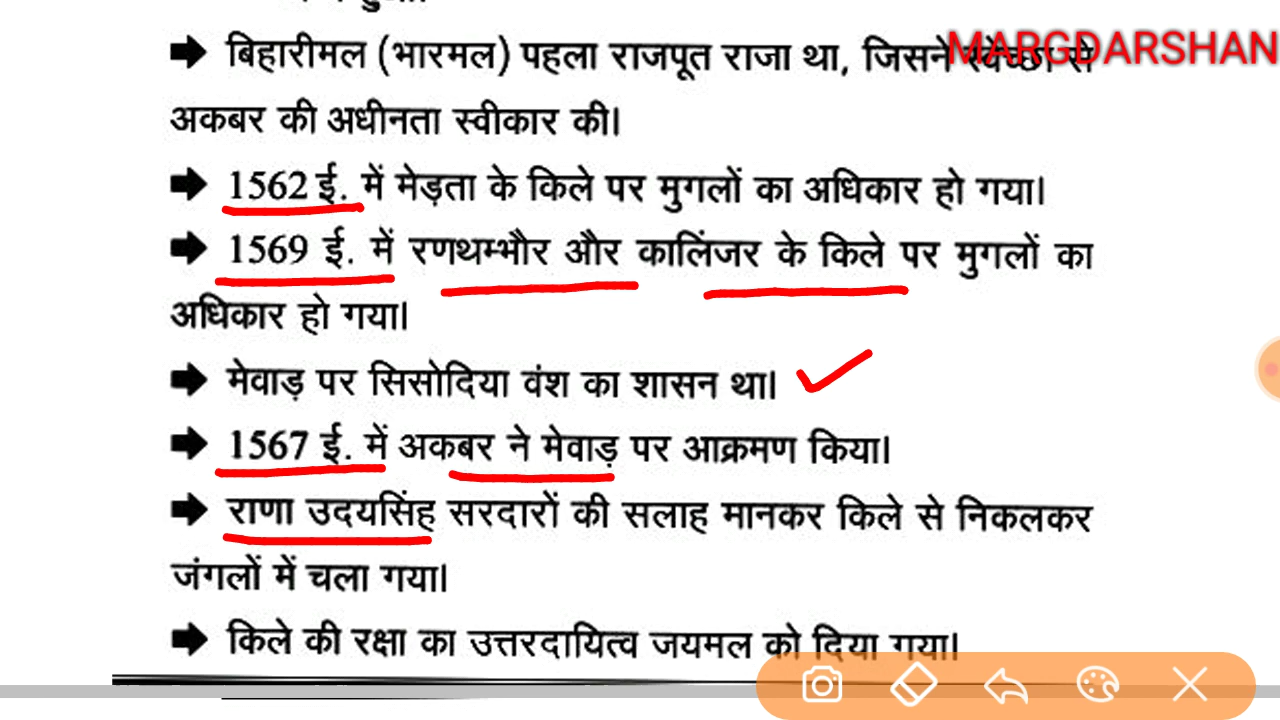 ➡ बिहारीमल (भारमल) पहला राजपूत राजा था, जिसने स्वेच्छा से
MARGDARSHAN
अकबर की अधीनता स्वीकार की।
➡ 1562 ई. में मेड़ता के किले पर मुगलों का अधिकार हो गया।
➡ 1569 ई. में रणथम्भौर और कालिंजर के किले पर मुगलों का
अधिकार हो गया।
➡ मेवाड़ पर सिसोदिया वंश का शासन था।
➡ 1567 ई. में अकबर ने मेवाड़ पर आक्रमण किया।
➡ राणा उदयसिंह सरदारों की सलाह मानकर किले से निकलकर
जंगलों में चला गया।
➡ किले की रक्षा का उत्तरदायित्व जयमल को दिया गया।